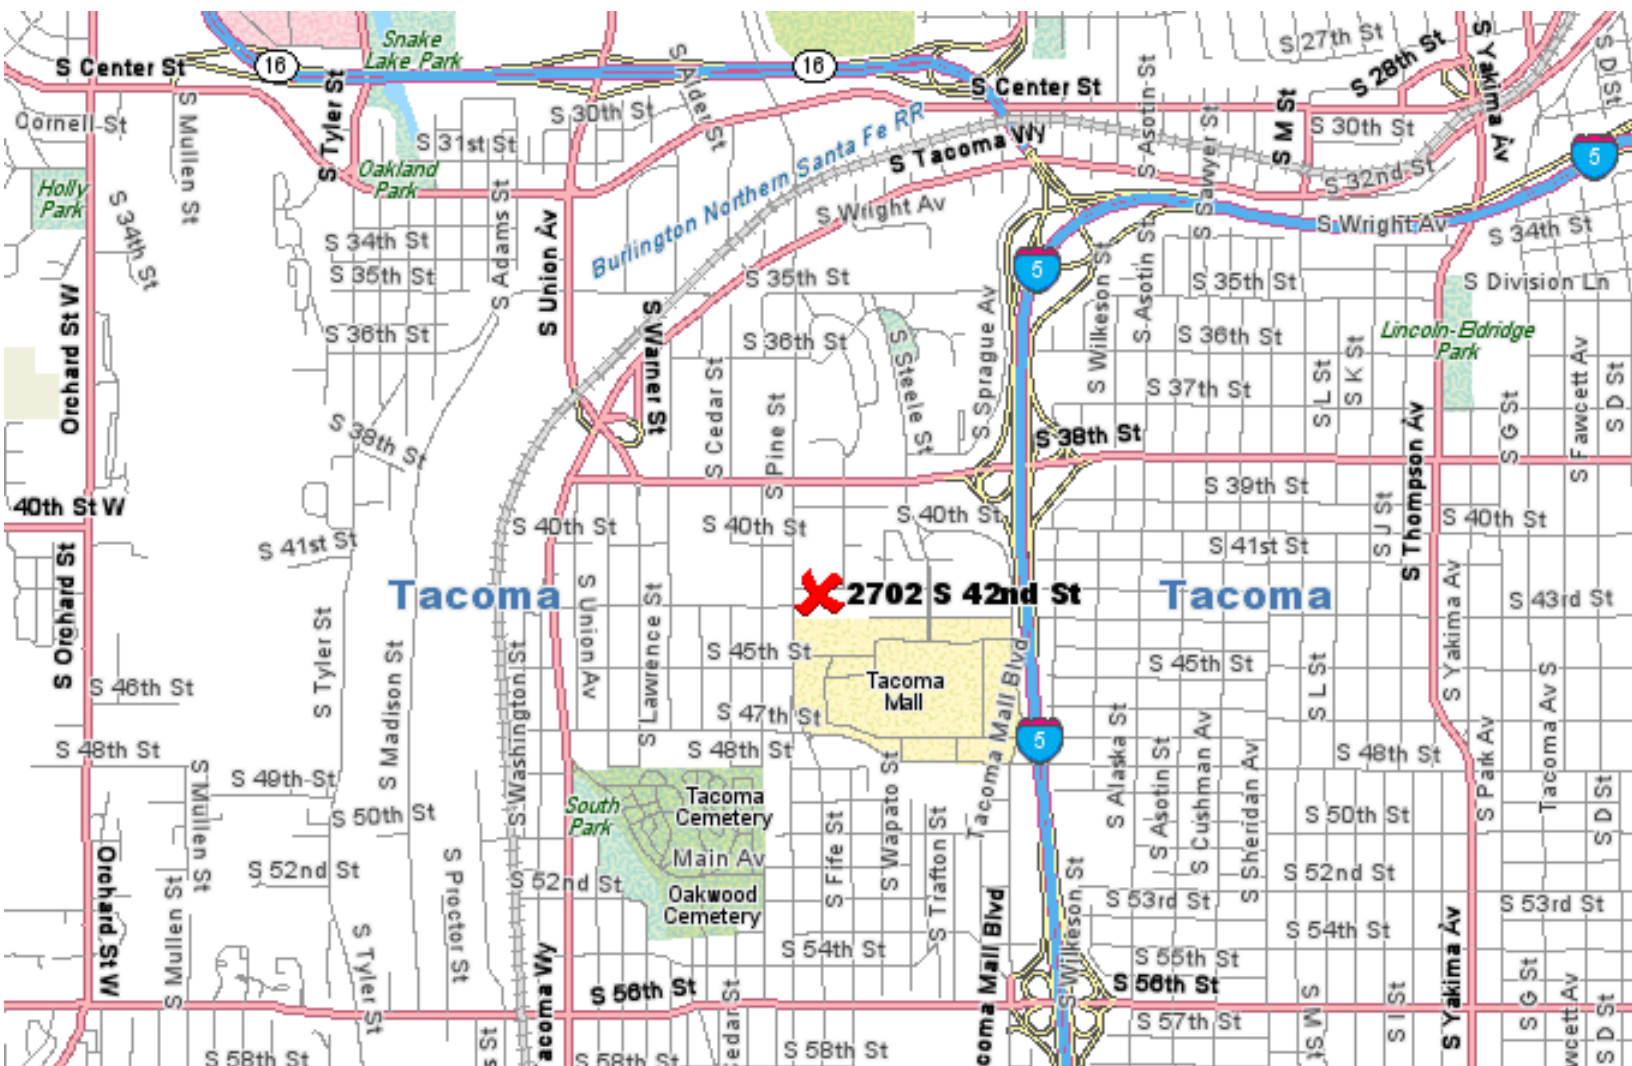 Snake
Lake Park
S 27th St
S 28th St
S Yakima Av
S D St
S Center St
16
16
S Alder St
S Center St
S Asotin St
S M St
S Tyler St
S Mullen St
Cornell St
S 30th St
S 31st St
Burlington Northern Santa Fe RR
S Tacoma Wy
S Sawyer St
S 30th St
5
Oakland
Park
Holly
Park
S 34th St
S Adams St
S Union Av
S Wright Av
S 32nd St
S Wright Av
S 34th St
S 34th St
S 35th St
S 35th St
5
S Wilkeson St
S Asotin St
S 35th St
S Division Ln
Orchard St W
S 36th St
S Warner St
S 36th St
S Steele St
S Sprague Av
S 36th St
Lincoln-Eldridge
Park
S Fawcett Av
S D St
S L St
S K St
S 37th St
S Cedar St
S Pine St
S G St
S Thompson Av
S 38th St
S 38th St
S 39th St
40th St W
S 40th St
S 40th St
S 40th St
S J St
S 40th St
S 41st St
S 41st St
S Orchard St
Tacoma
2702 S 42nd St
Tacoma
S 43rd St
S Union Av
S Lawrence St
S Yakima Av
S Tyler St
S Madison St
S Washington St
S 45th St
Tacoma
Mall
Tacoma Mall Blvd
S 45th St
S L St
Tacoma Av S
S 46th St
S 47th St
5
S 48th St
S 48th St
S Alaska St
S Asotin St
S Cushman Av
S Sheridan Av
S 48th St
S Park Av
S Mullen St
S 49th St
S 50th St
South
Park
Tacoma
Cemetery
Main Av
S Fife St
S Wapato St
S Trafton St
S 50th St
S D St
S 52nd St
S 52nd St
Oakwood
Cemetery
S 52nd St
Orchard St W
S Mullen St
S Proctor St
S Tyler St
S Wilkeson St
S 53rd St
S 53rd St
S 54th St
S 54th St
S Yakima Av
S 55th St
S 56th St
S 56th St
acoma Wy
edar St
coma Mall Blvd
S 57th St
S M St
S I St
S G St
wcett Av
S D St
S 58th St
s St
S 58th St
S 58th St